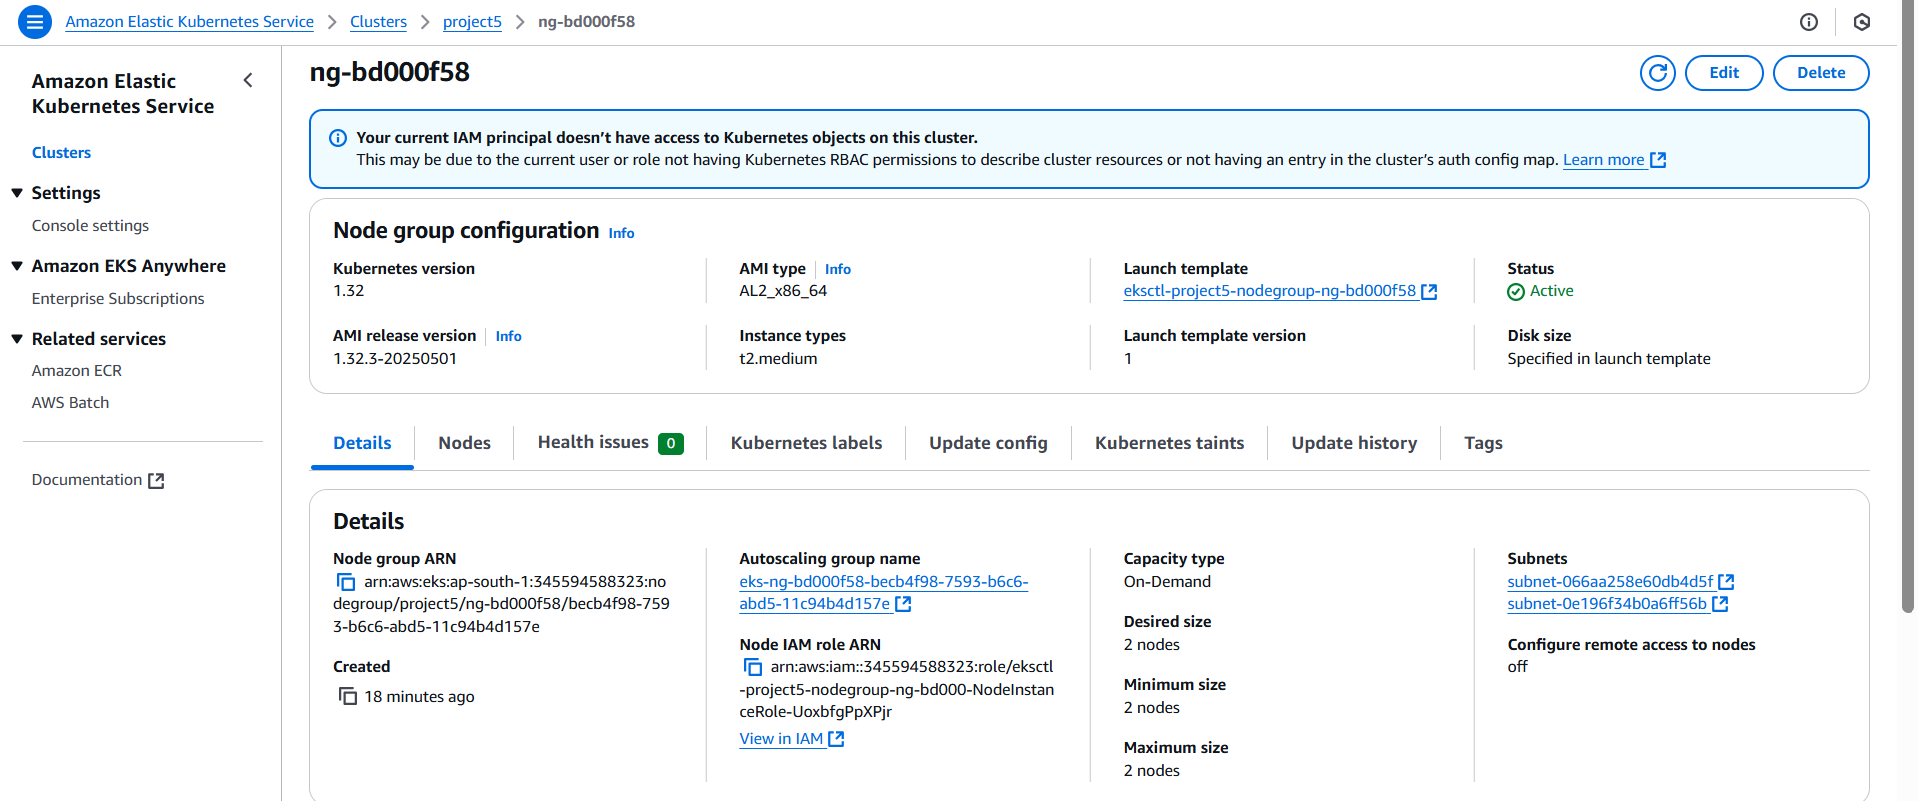 Amazon Elastic Kubernetes Service > Clusters > project5 > ng-bd000f58
Amazon Elastic
Kubernetes Service
Clusters
Settings
Console settings
Amazon EKS Anywhere
Enterprise Subscriptions
Related services
Amazon ECR
AWS Batch
Documentation
ng-bd000f58
Edit
Delete
Your current IAM principal doesn’t have access to Kubernetes objects on this cluster.
This may be due to the current user or role not having Kubernetes RBAC permissions to describe cluster resources or not having an entry in the cluster’s auth config map. Learn more
Node group configuration Info
Kubernetes version
1.32
AMI type | Info
AL2_x86_64
Launch template
eksctl-project5-nodegroup-ng-bd000f58
Status
Active
AMI release version | Info
1.32.3-20250501
Instance types
t2.medium
Launch template version
1
Disk size
Specified in launch template
Details
Nodes
Health issues 0
Kubernetes labels
Update config
Kubernetes taints
Update history
Tags
Details
Node group ARN
arn:aws:eks:ap-south-1:345594588323:no
degroup/project5/ng-bd000f58/becb4f98-759
3-b6c6-abd5-11c94b4d157e
Created
18 minutes ago
Autoscaling group name
eks-ng-bd000f58-becb4f98-7593-b6c6-
abd5-11c94b4d157e
Node IAM role ARN
arn:aws:iam::345594588323:role/eksctl
-project5-nodegroup-ng-bd000-NodeInstan
ceRole-UoxbfgPpXPjr
View in IAM
Capacity type
On-Demand
Desired size
2 nodes
Minimum size
2 nodes
Maximum size
2 nodes
Subnets
subnet-066aa258e60db4d5f
subnet-0e196f34b0a6ff56b
Configure remote access to nodes
off